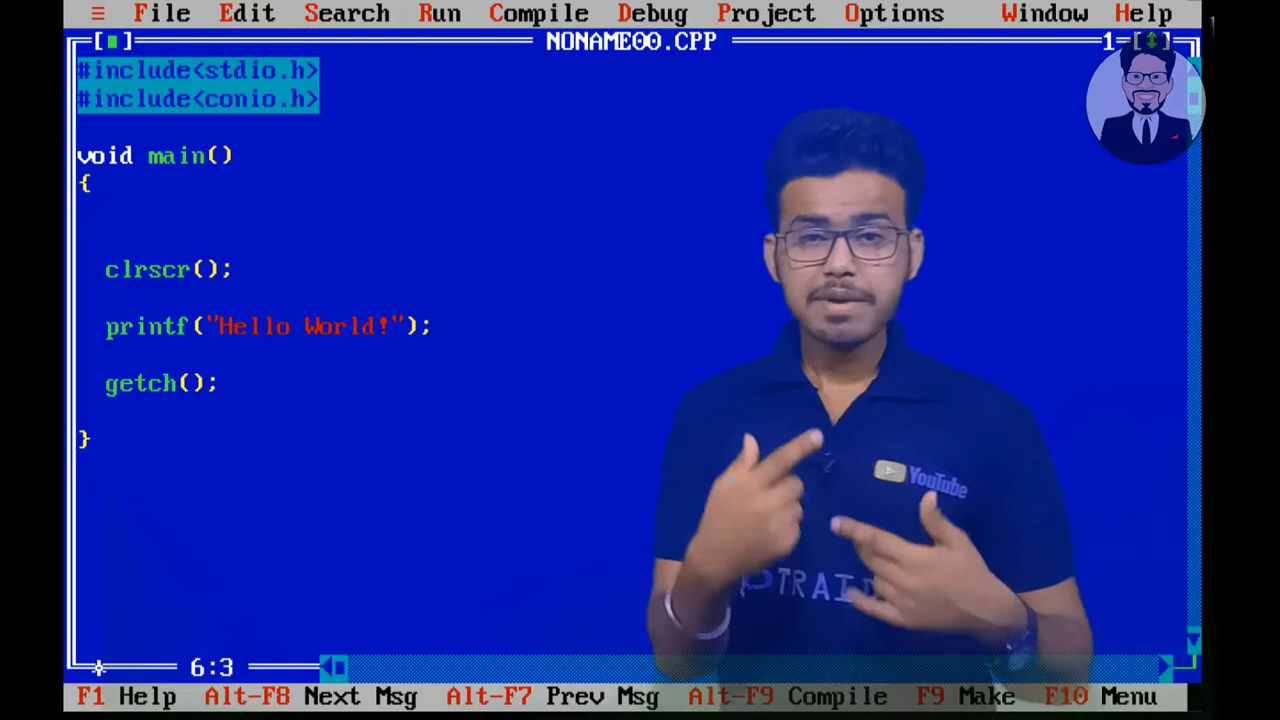 ≡ File Edit Search Run Compile Debug Project Options Window Help
[■] NONAME00.CPP 1=[↕]
#include<stdio.h>
#include<conio.h>
void main()
{
clrscr();
printf("Hello World!");
getch();
}
YouTube
TRAID
6:3
F1 Help Alt-F8 Next Msg Alt-F7 Prev Msg Alt-F9 Compile F9 Make F10 Menu